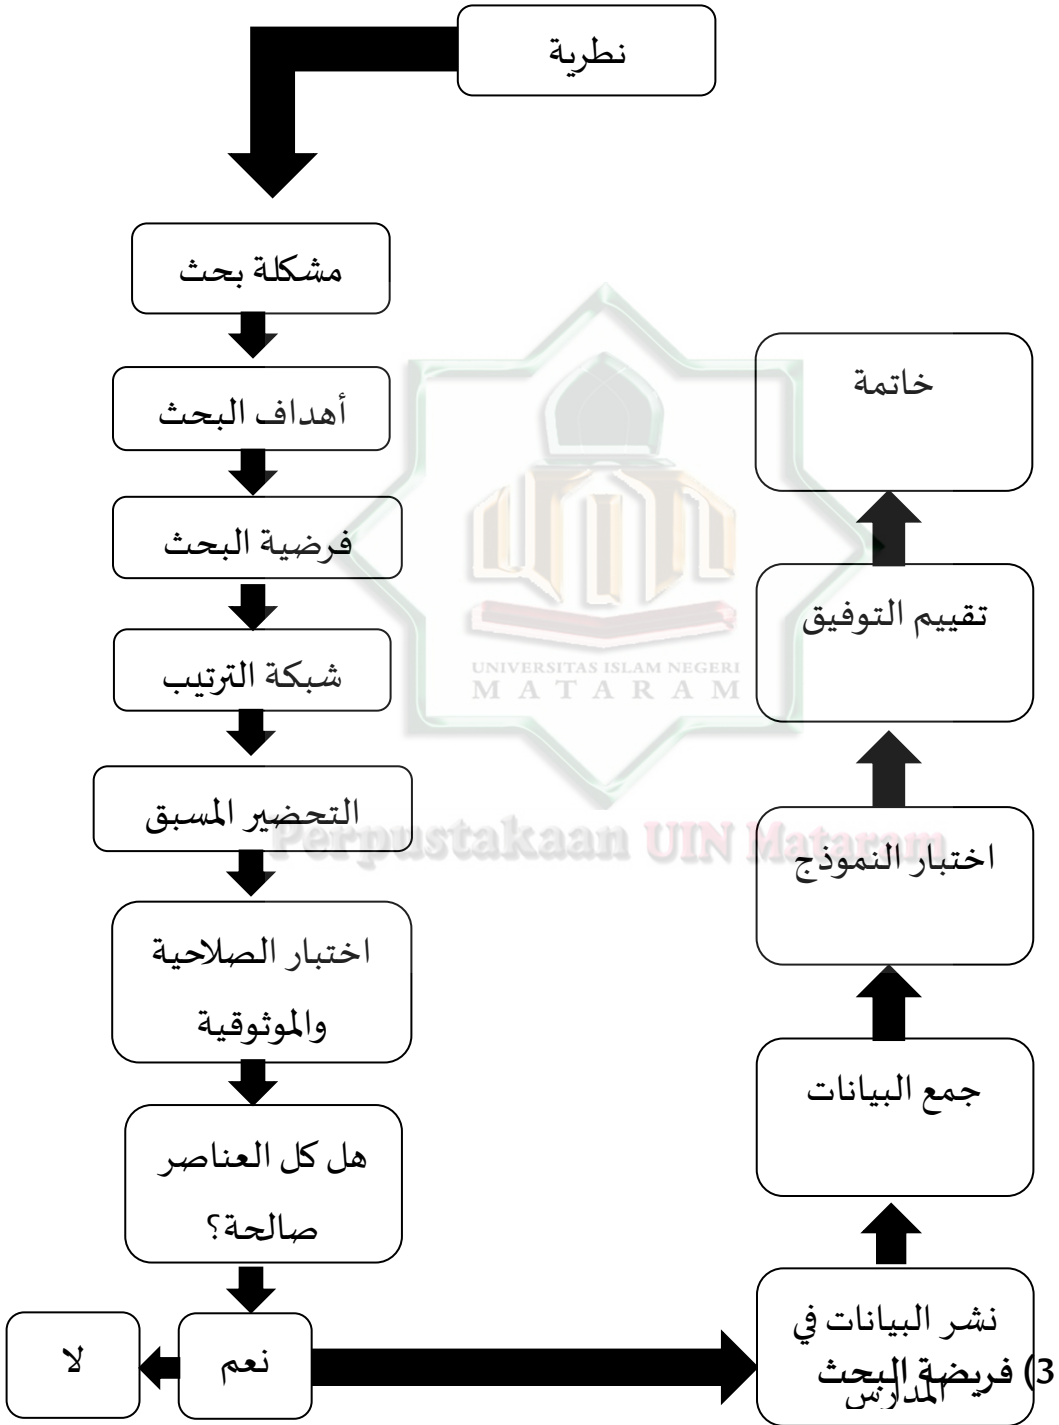 نطرية
مشكلة بحث
أهداف البحث
فرضية البحث
شبكة الترتيب
التحضير المسبق
اختبار الصلاحية
والموثوقية
هل كل العناصر
صالحة؟
نعم
لا
نشر البيانات في
المدارس
جمع البيانات
اختبار النموذج
تقييم التوفيق
خاتمة
3) فريضة البحث
UNIVERSITAS ISLAM NEGERI
MATARAM
Perpustakaan UIN Mataram